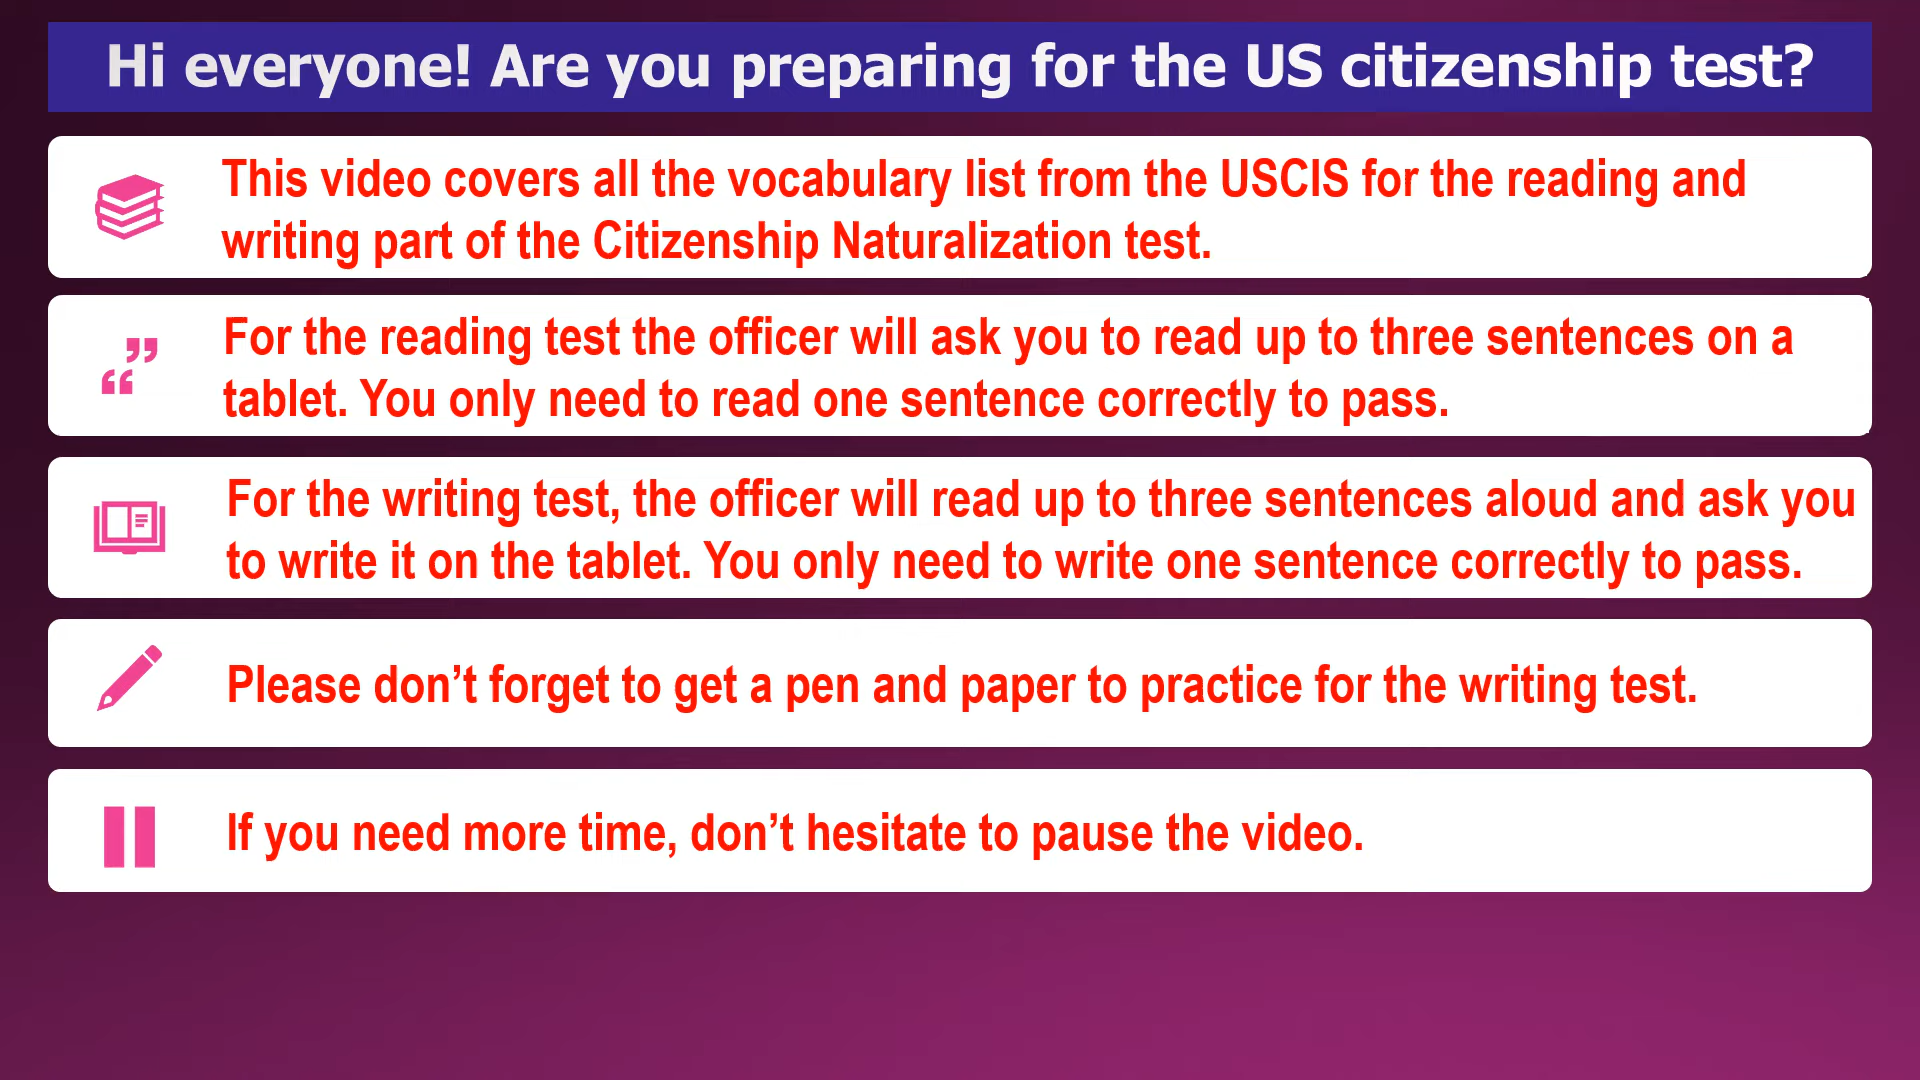 Hi everyone! Are you preparing for the US citizenship test?
This video covers all the vocabulary list from the USCIS for the reading and
writing part of the Citizenship Naturalization test.
For the reading test the officer will ask you to read up to three sentences on a
tablet. You only need to read one sentence correctly to pass.
For the writing test, the officer will read up to three sentences aloud and ask you
to write it on the tablet. You only need to write one sentence correctly to pass.
Please don’t forget to get a pen and paper to practice for the writing test.
If you need more time, don’t hesitate to pause the video.